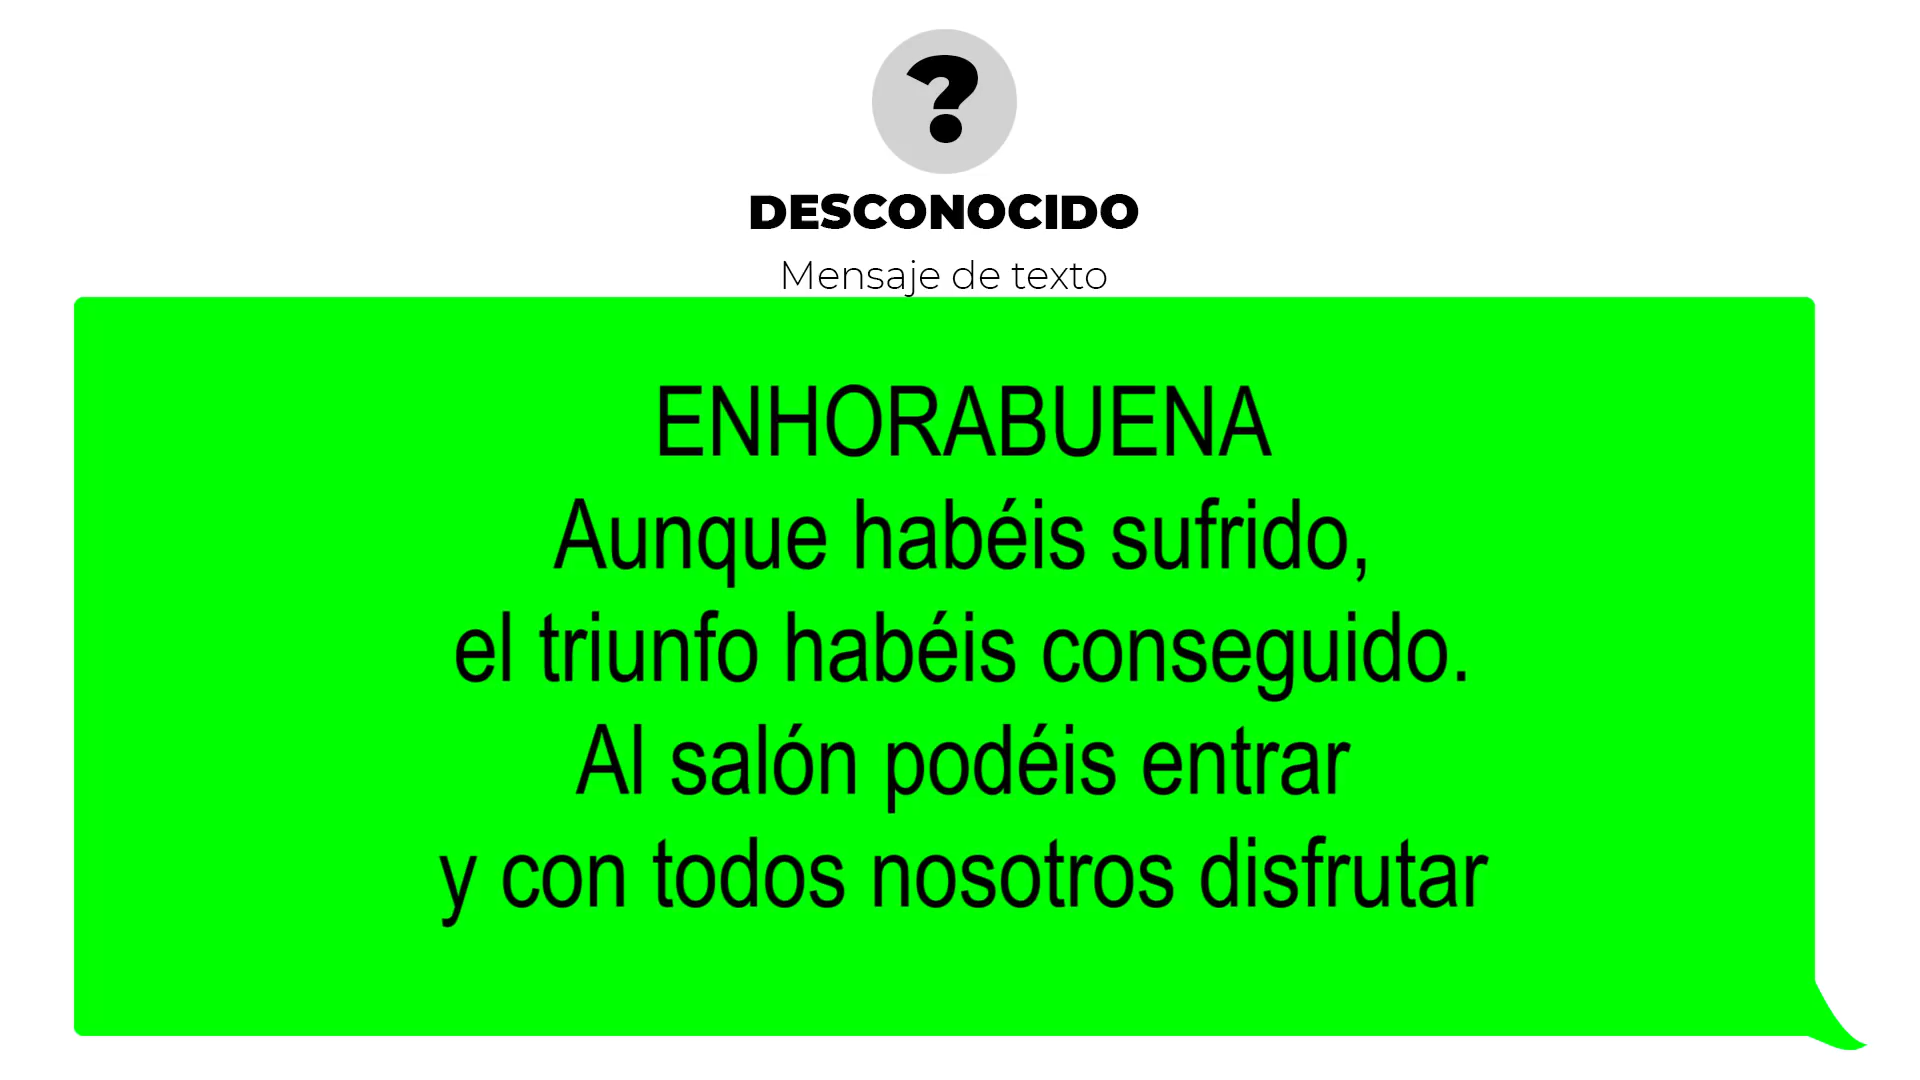 ?
DESCONOCIDO
Mensaje de texto
ENHORABUENA
Aunque habéis sufrido,
el triunfo habéis conseguido.
Al salón podéis entrar
y con todos nosotros disfrutar